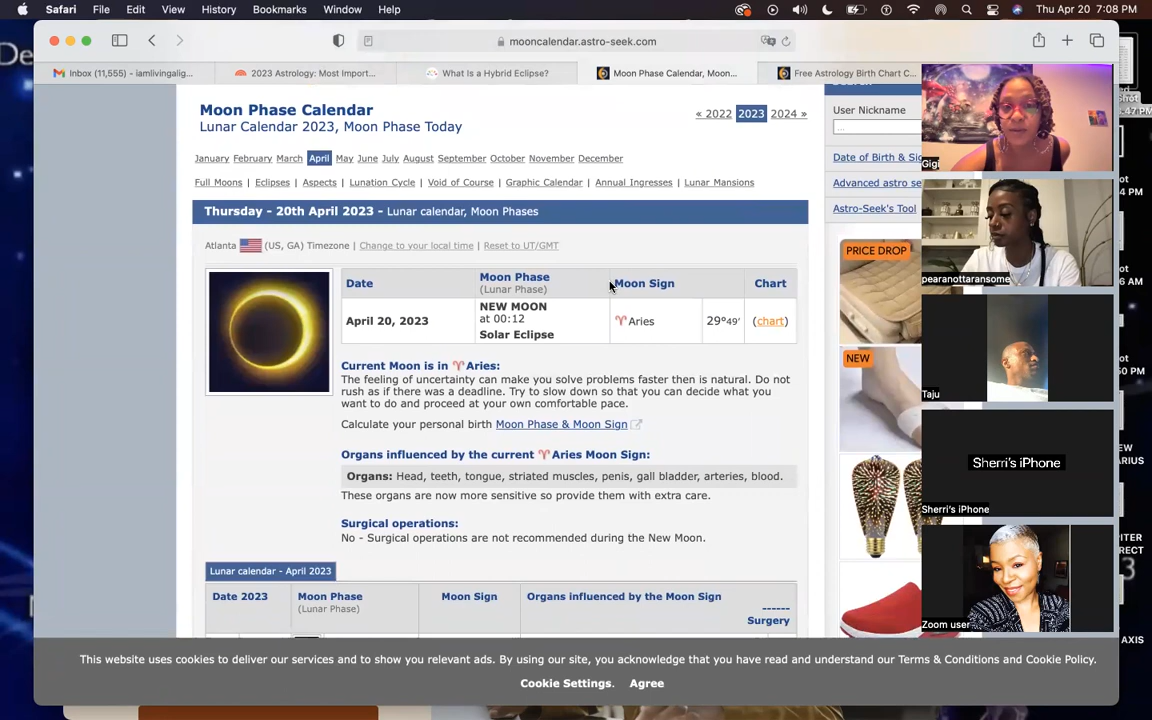 Safari File Edit View History Bookmarks Window Help Thu Apr 20 7:08 PM
mooncalendar.astro-seek.com
Inbox (11,555) - iamlivingalig... 2023 Astrology: Most Import... What Is a Hybrid Eclipse? Moon Phase Calendar, Moon... Free Astrology Birth Chart C...
Moon Phase Calendar
Lunar Calendar 2023, Moon Phase Today
« 2022 2023 2024 »
January February March April May June July August September October November December
Full Moons | Eclipses | Aspects | Lunation Cycle | Void of Course | Graphic Calendar | Annual Ingresses | Lunar Mansions
Thursday - 20th April 2023 - Lunar calendar, Moon Phases
Atlanta (US, GA) Timezone | Change to your local time | Reset to UT/GMT
Date Moon Phase Moon Sign Chart
(Lunar Phase)
April 20, 2023 NEW MOON ♈ Aries 29°49' (chart)
at 00:12
Solar Eclipse
Current Moon is in ♈Aries:
The feeling of uncertainty can make you solve problems faster then is natural. Do not
rush as if there was a deadline. Try to slow down so that you can decide what you
want to do and proceed at your own comfortable pace.
Calculate your personal birth Moon Phase & Moon Sign
Organs influenced by the current ♈Aries Moon Sign:
Organs: Head, teeth, tongue, striated muscles, penis, gall bladder, arteries, blood.
These organs are now more sensitive so provide them with extra care.
Surgical operations:
No - Surgical operations are not recommended during the New Moon.
Lunar calendar - April 2023
Date 2023 Moon Phase Moon Sign Organs influenced by the Moon Sign
(Lunar Phase) ------
Surgery
User Nickname
...
Date of Birth & Si
Advanced astro se
Astro-Seek's Tool
PRICE DROP
NEW
Gigi
pearanottaransome
Taju
Sherri's iPhone
Sherri's iPhone
Zoom user
This website uses cookies to deliver our services and to show you relevant ads. By using our site, you acknowledge that you have read and understand our Terms & Conditions and Cookie Policy.
Cookie Settings. Agree